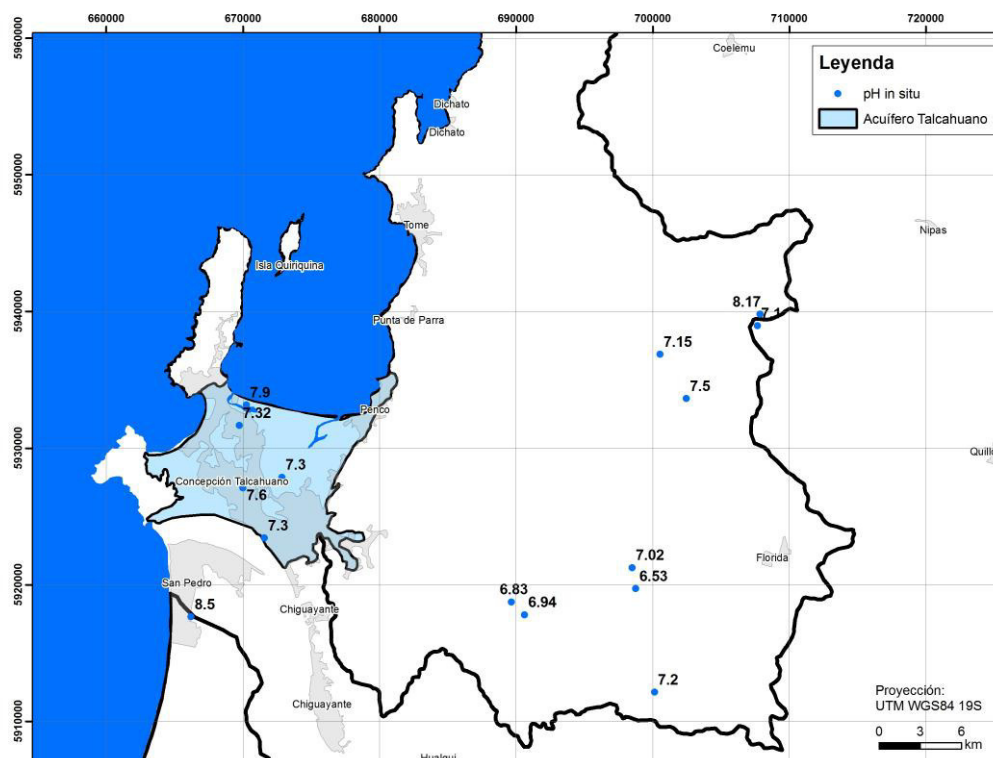 660000
670000
680000
690000
700000
710000
720000
5960000
5950000
5940000
5930000
5920000
5910000
Coelemu
Leyenda
pH in situ
Acuífero Talcahuano
Dichato
Dichato
Tome
Nipas
Isla Quiriquina
Punta de Parra
8.17
7.1
7.15
7.5
7.9
7.32
Penco
7.3
Concepción Talcahuano
7.6
Quillo
7.3
7.02
Florida
6.53
San Pedro
6.83
6.94
8.5
Chiguayante
7.2
Chiguayante
Proyección:
UTM WGS84 19S
0 3 6
km
Hualqui